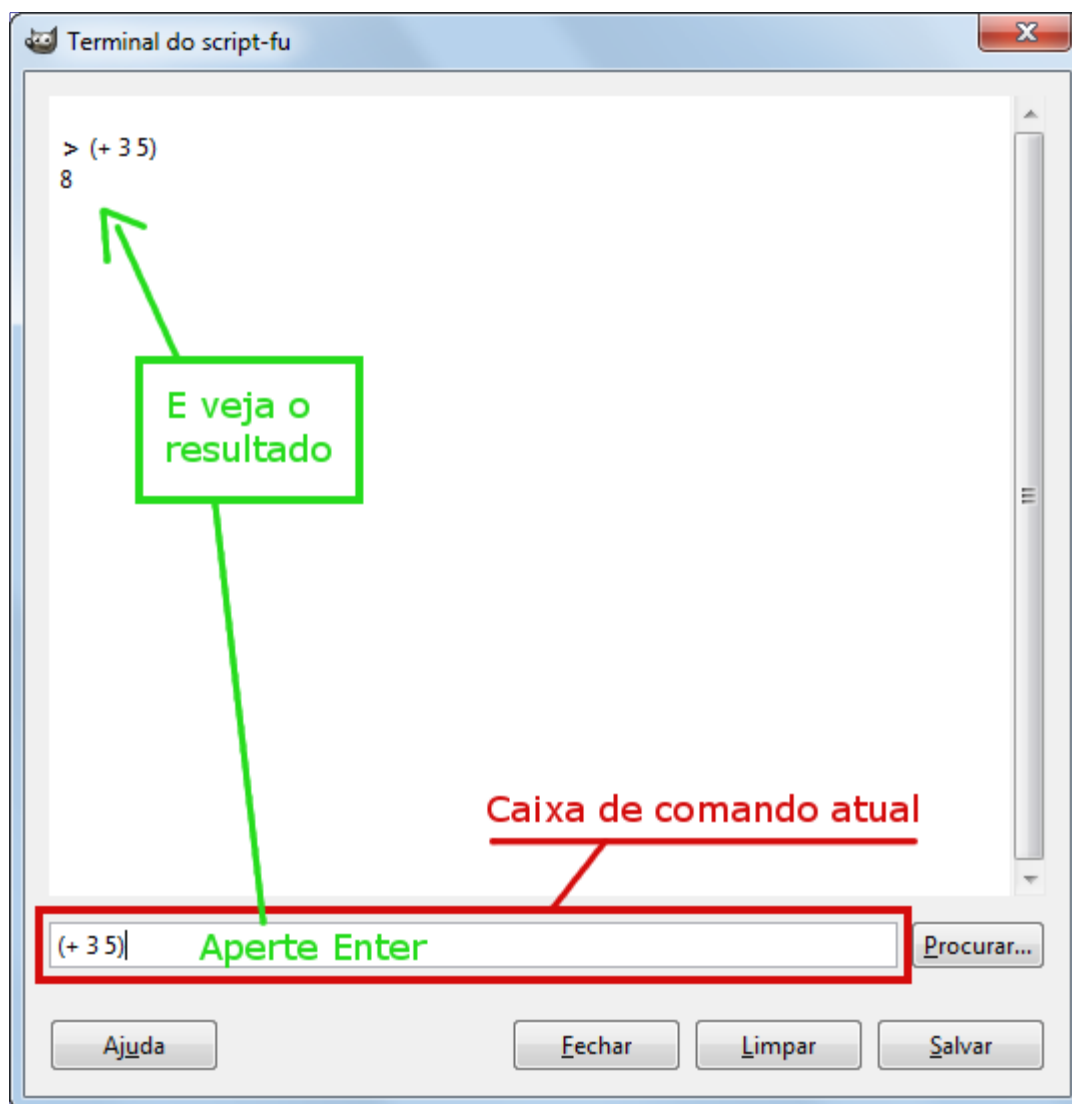 Terminal do script-fu
> (+ 3 5)
8
E veja o
resultado
Caixa de comando atual
(+ 3 5)
Aperte Enter
Procurar...
Ajuda
Fechar
Limpar
Salvar